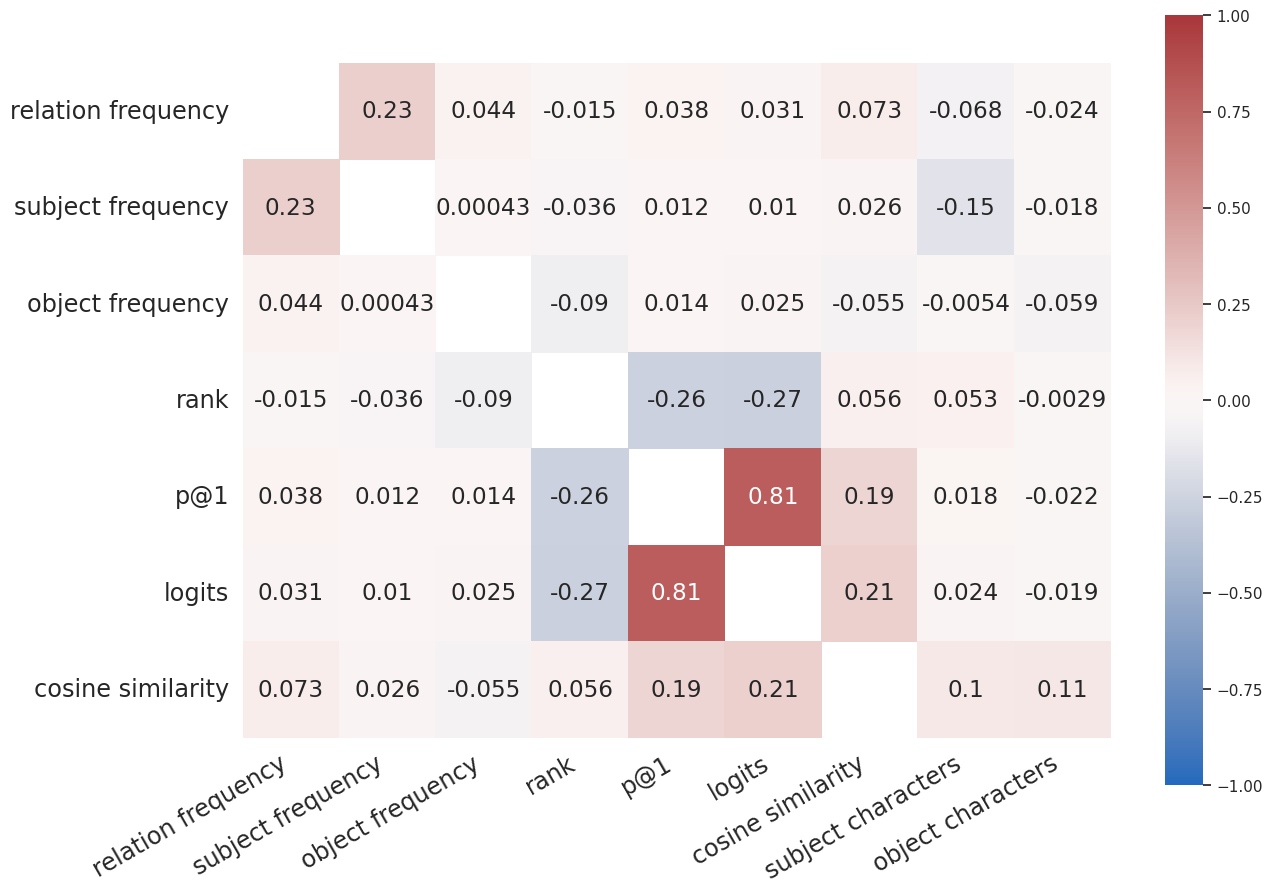 relation frequency 0.23 0.044 -0.015 0.038 0.031 0.073 -0.068 -0.024
subject frequency 0.23 0.00043 -0.036 0.012 0.01 0.026 -0.15 -0.018
object frequency 0.044 0.00043 -0.09 0.014 0.025 -0.055 -0.0054 -0.059
rank -0.015 -0.036 -0.09 -0.26 -0.27 0.056 0.053 -0.0029
p@1 0.038 0.012 0.014 -0.26 0.81 0.19 0.018 -0.022
logits 0.031 0.01 0.025 -0.27 0.81 0.21 0.024 -0.019
cosine similarity 0.073 0.026 -0.055 0.056 0.19 0.21 0.1 0.11
relation frequency
subject frequency
object frequency
rank
p@1
logits
cosine similarity
subject characters
object characters
1.00
0.75
0.50
0.25
0.00
−0.25
−0.50
−0.75
−1.00